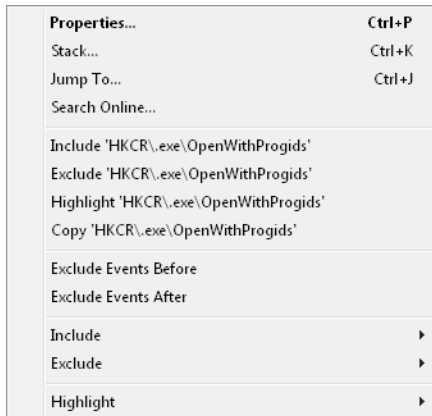 Properties... Ctrl+P
Stack... Ctrl+K
Jump To... Ctrl+J
Search Online...
Include 'HKCR\.exe\OpenWithProgids'
Exclude 'HKCR\.exe\OpenWithProgids'
Highlight 'HKCR\.exe\OpenWithProgids'
Copy 'HKCR\.exe\OpenWithProgids'
Exclude Events Before
Exclude Events After
Include
Exclude
Highlight